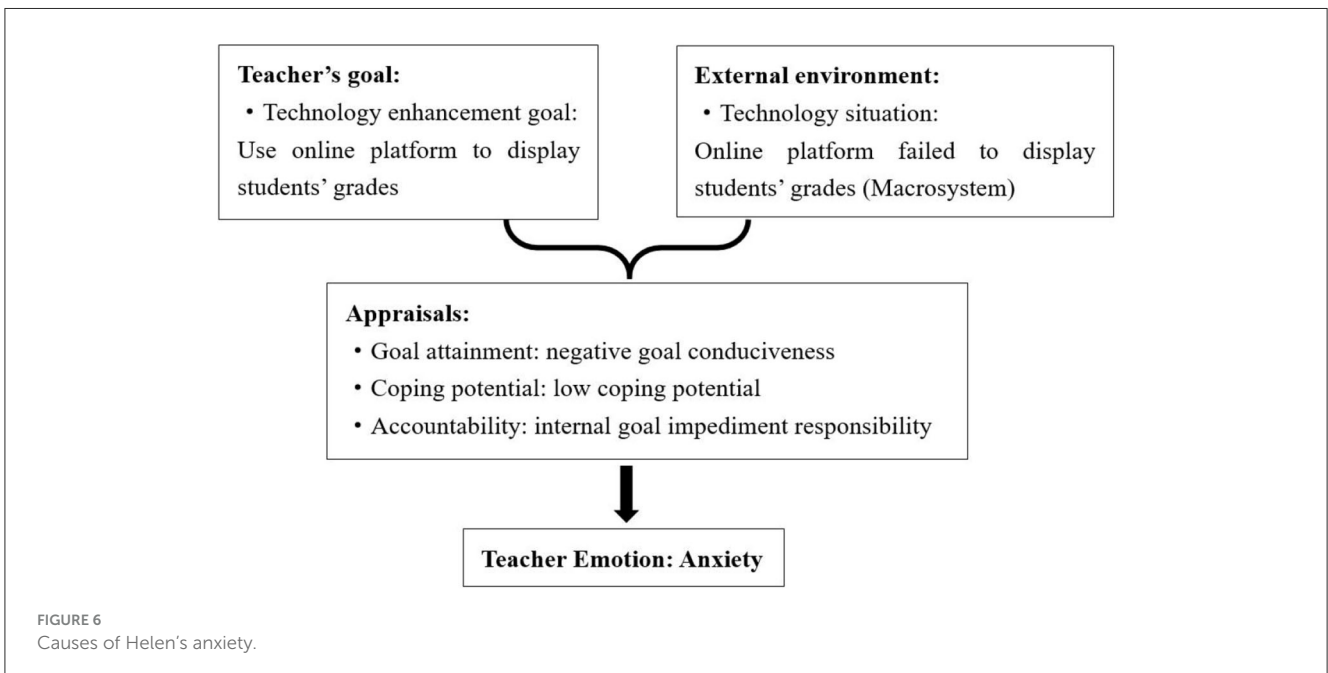 Teacher’s goal:
• Technology enhancement goal:
Use online platform to display
students’ grades
External environment:
• Technology situation:
Online platform failed to display
students’ grades (Macrosystem)
Appraisals:
• Goal attainment: negative goal conduciveness
• Coping potential: low coping potential
• Accountability: internal goal impediment responsibility
Teacher Emotion: Anxiety
FIGURE 6
Causes of Helen’s anxiety.